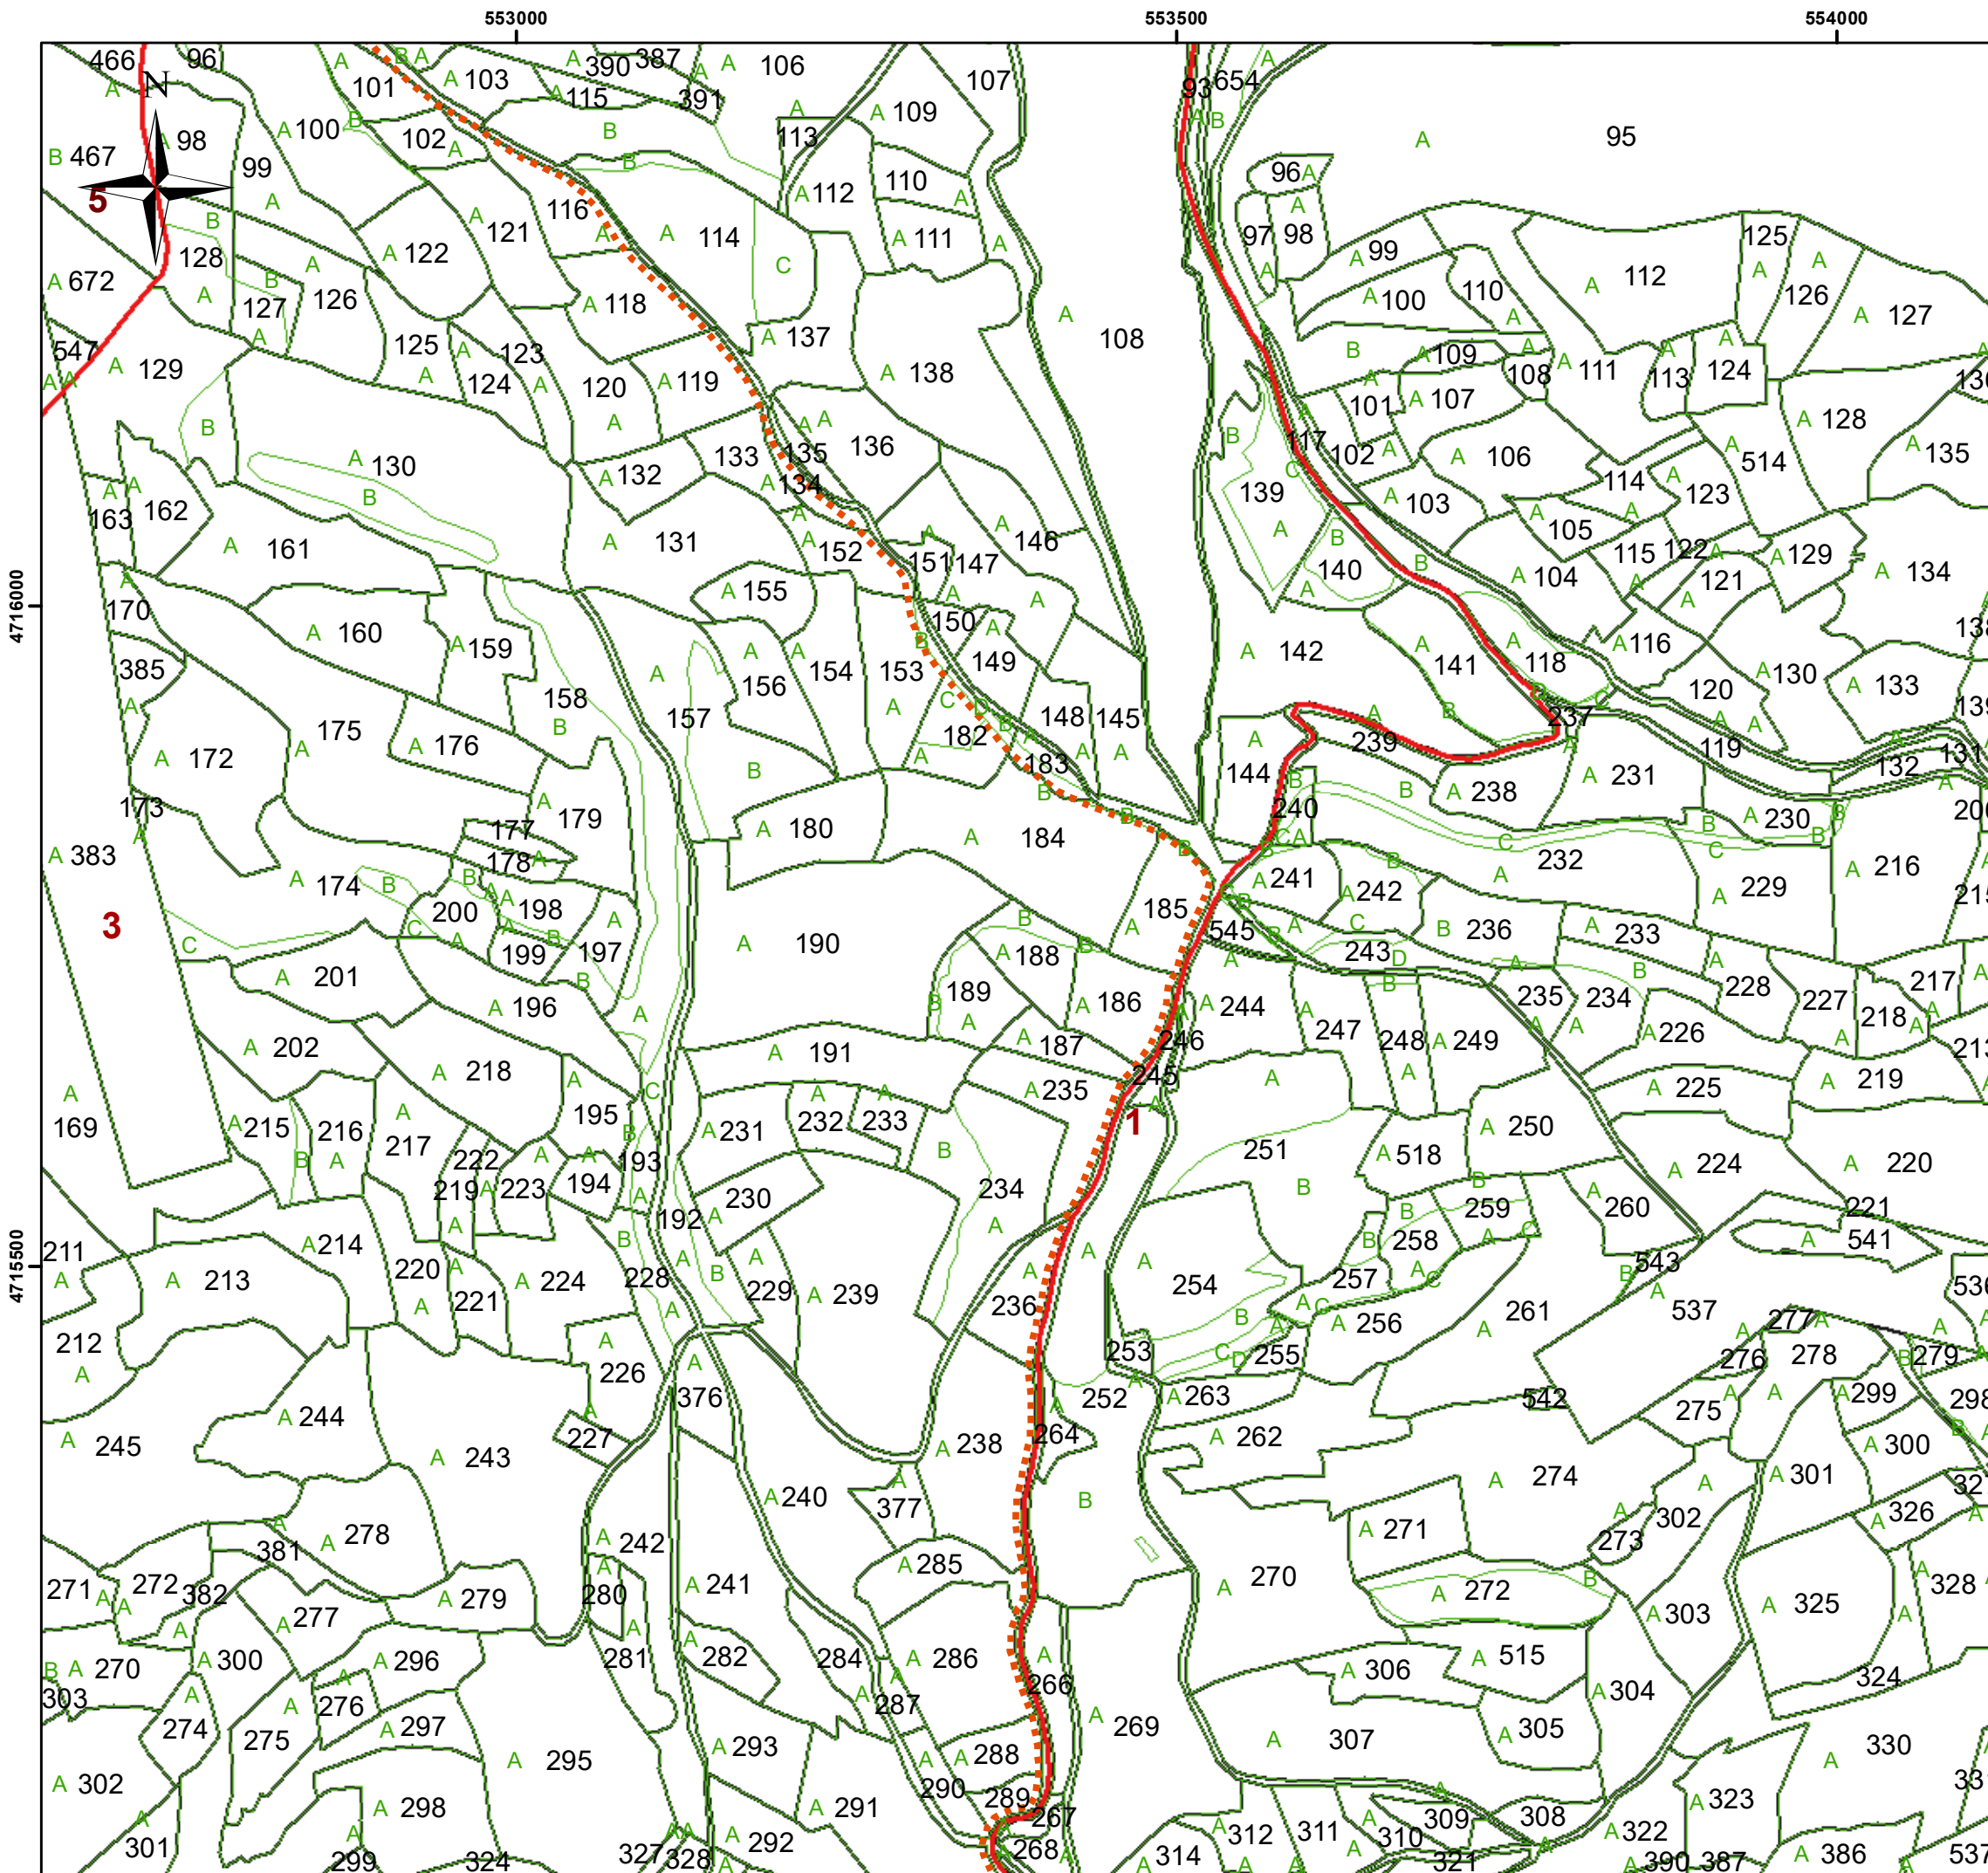 553000 553500 554000
466 96 A B A 103 A 390 387 A A 106 107 93 654 A
N A 101 A 115 391 A 109 A B
98 A 100 B 102 A B 113 A 95
B 467 99 A B A 112 110 A 96 A
5 B A 121 116 A A 114 A 111 A 97 98 A 99 125
128 A A 122 C A 112 A A
A 672 A B 126 A 118 A 100 110 A 126 A 127
127 A 137 A 108 A
547 A 129 125 A 123 B A 109 A A 111 A A
A A A 124 A 120 A 119 A 138 A 108 113 124
B A 101 A 107 A 128
A 130 133 135 136 B 117 102 A 106 A 514 A 135
A A 162 B A 132 A 134 C A 114 A
163 139 A 103 A 123
A 161 A 131 A 152 A 146 A B A 105 A
151 147 140 B 115 122 A A 129
4716000
A 170 A 155 A A A A 104 A 121 A 134
A 160 A 159 150 A A 116
385 A A 154 153 149 A 142 A 141 A 118 A 130
A 175 158 156 C 120 A 133
A 172 A A 176 B 157 A 182 B 148 145 A B 237 A A
B A 183 A A 239 A 119 132
173 A 179 144 B B A 238 A 231 131
A 177 A 180 A 184 B 240 B A 230 B
A 383 178 A B C A C 232 C A 216
A 174 B B A A 198 A 241 A 242 B A A 229
3 200 185 B C B 236 A 233
C C A 199 B 197 A 190 B A 545 A 243 D A B A
A 201 B A 188 B A 235 234 228 217
A 196 A 189 A 186 A 244 A 247 B 227 218
A 202 A A 191 A 187 246 248 A 249 A A A 226 A A
A 218 A A 235 245 A A A 225 A 219
A A 195 A A 1 A
169 A 215 216 217 A 231 232 233 A 250
B A 222 A A B 193 B 251 A 518 A 224 A 220
219 A 223 194 A 230 234 B B 259 260 A 221
A 192 A A B A
211 A 214 B A A A A B 258 A C A 541
A A 213 220 A 224 228 B 229 A 239 A 254 257 A C B 543
A 221 A 236 B A C A 261 537 277 A
4715500
212 A 226 A 253 C D 255 A 256 A 276 278 B 279
A A 376 A 252 A 263 542 275 A A A 299
A 245 A 244 A 243 A 227 A 238 A 264 A 262 A 274 A 300
A 240 A 377 B A A 301
A A 278 A 242 A 271 A 302 A 326
381 A 285 273
271 A 272 A 382 A 279 A 280 A 241 A 270 A 272 B A 303 A 325 A 328
A 277 A A
B A 270 A 300 A A 296 281 A 282 284 A 286 A A 306 A 515 324
303 A A 276 A 287 A 266 A 304
274 275 A A 297 A 293 A 288 A 269 A 307 A 305 A 330
A 302 A 295 290 289 A 323
A A 298 A 291 267 A 312 311 A 309 308 A 322
301 A 299 324 327 328 A 292 268 A A 314 A 310 321 A A 390 387 A 386